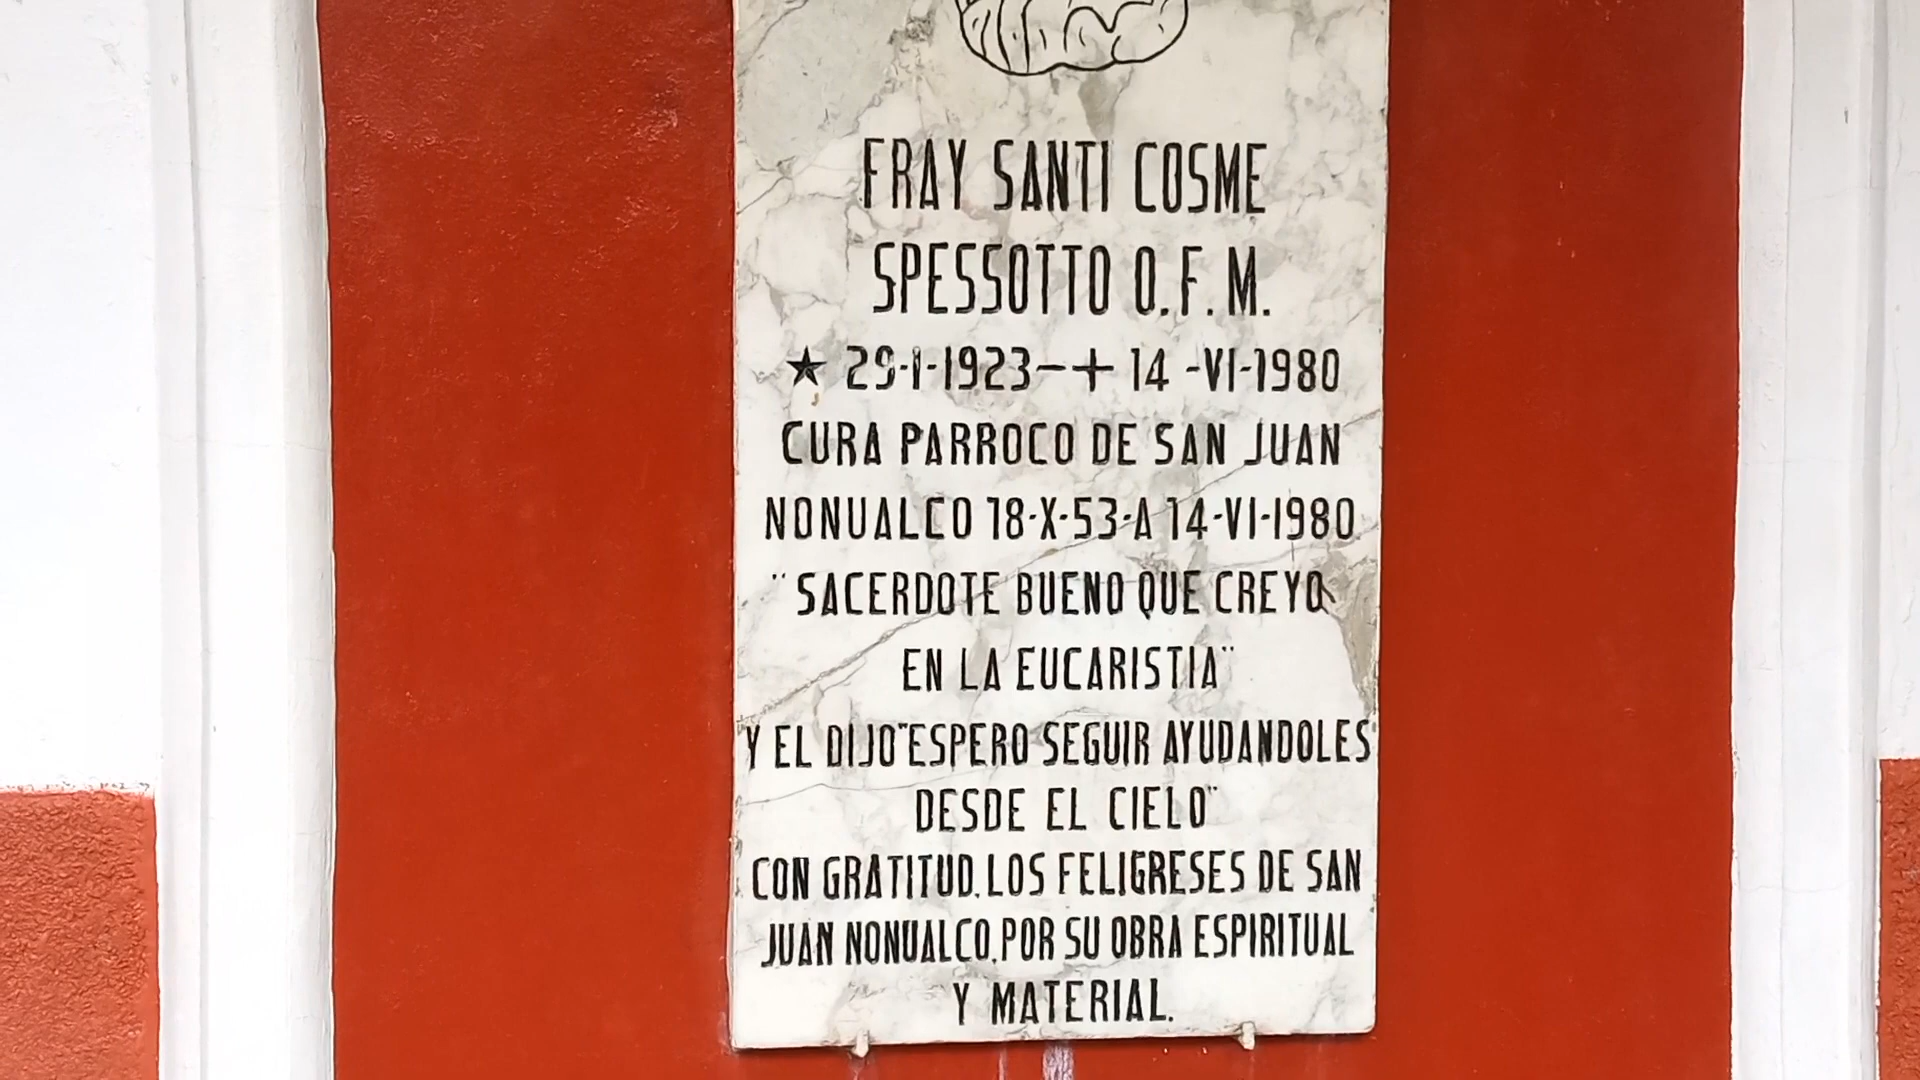 FRAY SANTI COSME
SPESSOTTO O.F.M.
★ 29-1-1923—+ 14 -VI-1980
CURA PARROCO DE SAN JUAN
NONUALCO 18-X-53-A 14-VI-1980
¨SACERDOTE BUENO QUE CREYO
EN LA EUCARISTIA¨
Y EL DIJO¨ESPERO SEGUIR AYUDANDOLES
DESDE EL CIELO¨
CON GRATITUD, LOS FELIGRESES DE SAN
JUAN NONUALCO, POR SU OBRA ESPIRITUAL
Y MATERIAL.